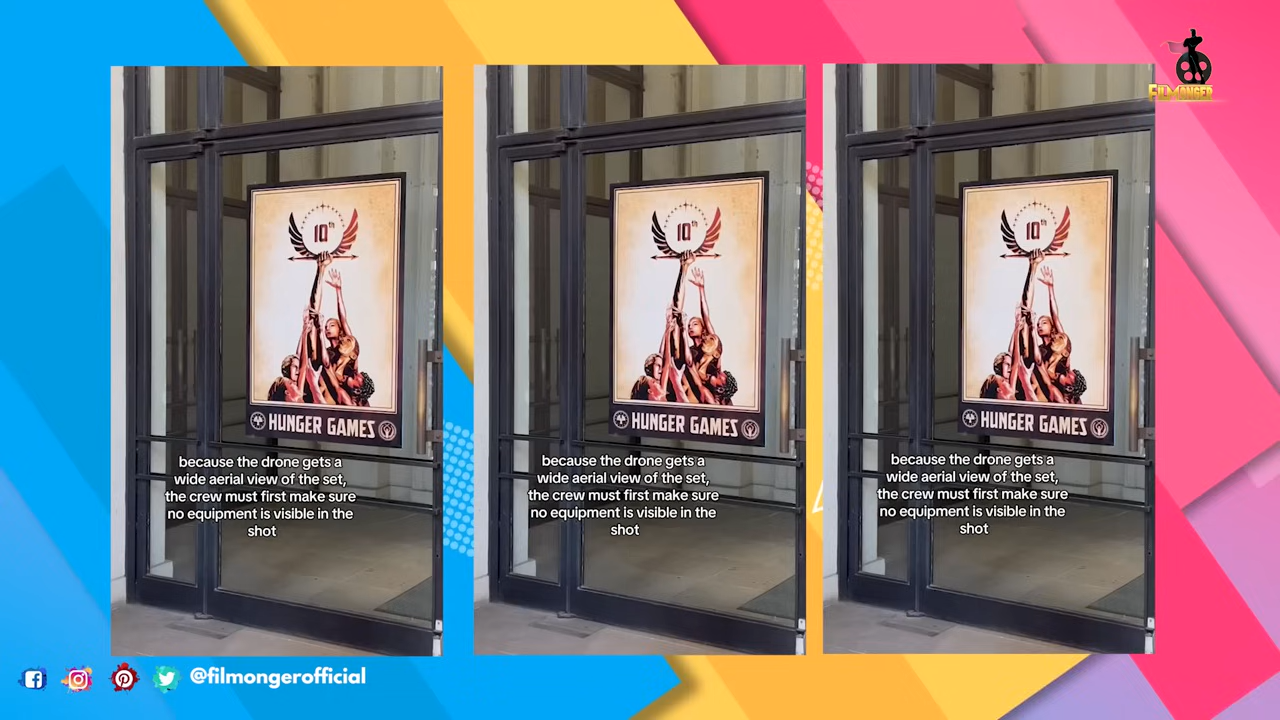 FILMONGER
10th
HUNGER GAMES
because the drone gets a
wide aerial view of the set,
the crew must first make sure
no equipment is visible in the
shot
10th
HUNGER GAMES
because the drone gets a
wide aerial view of the set,
the crew must first make sure
no equipment is visible in the
shot
10th
HUNGER GAMES
because the drone gets a
wide aerial view of the set,
the crew must first make sure
no equipment is visible in the
shot
@filmongerofficial